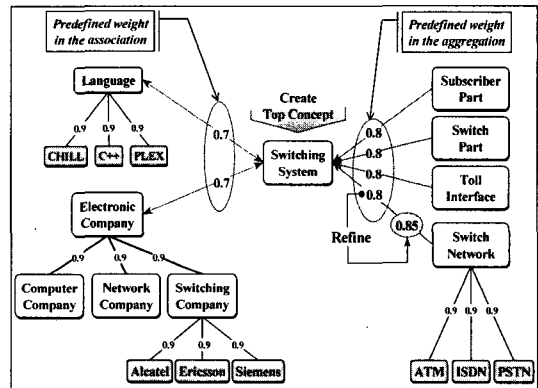 Predefined weight
in the association
Predefined weight
in the aggregation
Language
0.9 0.9 0.9
CHILL C++ PLEX
Create
Top Concept
Switching
System
0.7
0.7
0.8
0.8
0.8
0.8
0.85
Refine
Subscriber
Part
Switch
Part
Toll
Interface
Switch
Network
0.9 0.9 0.9
ATM ISDN PSTN
Electronic
Company
0.9 0.9 0.9
Computer
Company
Network
Company
Switching
Company
0.9 0.9 0.9
Alcatel Ericsson Siemens